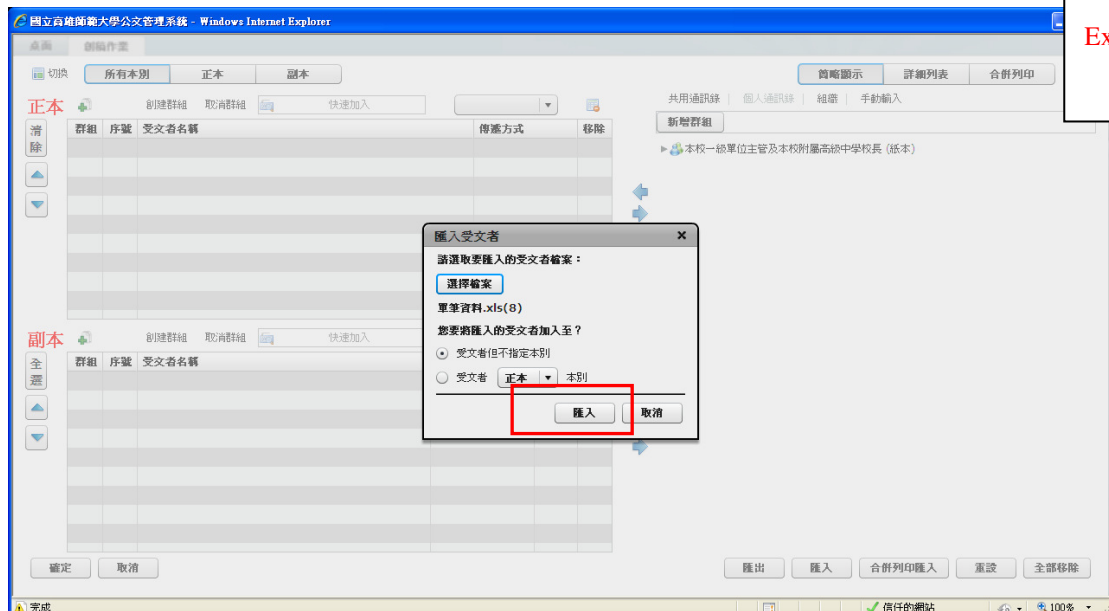 國立高雄師範大學公文管理系統 - Windows Internet Explorer
Ex
桌面 創稿作業
切換 所有本別 正本 副本 簡略顯示 詳細列表 合併列印
正本 創建群組 取消群組 快速加入 共用通訊錄 | 個人通訊錄 | 組織 | 手動輸入
清除 群組 序號 受文者名稱 傳遞方式 移除 新增群組
本校一級單位主管及本校附屬高級中學校長 (紙本)
匯入受文者 ×
請選取要匯入的受文者檔案：
選擇檔案
單筆資料.xls(8)
您要將匯入的受文者加入至？
受文者但不指定本別
受文者 正本 本別
匯入 取消
副本 創建群組 取消群組 快速加入
全選 群組 序號 受文者名稱
確定 取消 匯出 匯入 合併列印匯入 重設 全部移除
完成 信任的網站 100%